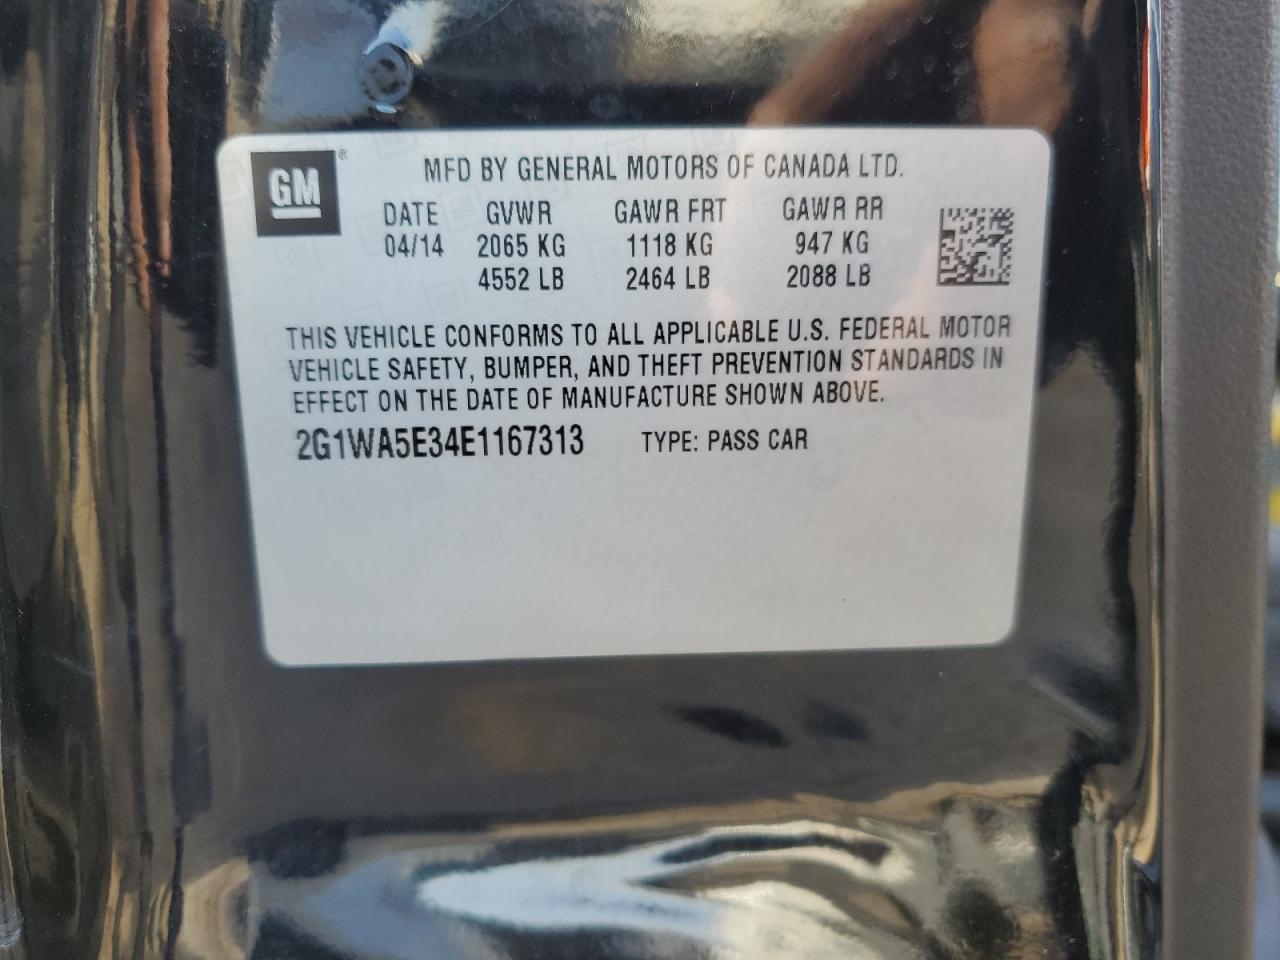 GM ®
MFD BY GENERAL MOTORS OF CANADA LTD.
DATE GVWR GAWR FRT GAWR RR
04/14 2065 KG 1118 KG 947 KG
4552 LB 2464 LB 2088 LB
THIS VEHICLE CONFORMS TO ALL APPLICABLE U.S. FEDERAL MOTOR
VEHICLE SAFETY, BUMPER, AND THEFT PREVENTION STANDARDS IN
EFFECT ON THE DATE OF MANUFACTURE SHOWN ABOVE.
2G1WA5E34E1167313 TYPE: PASS CAR